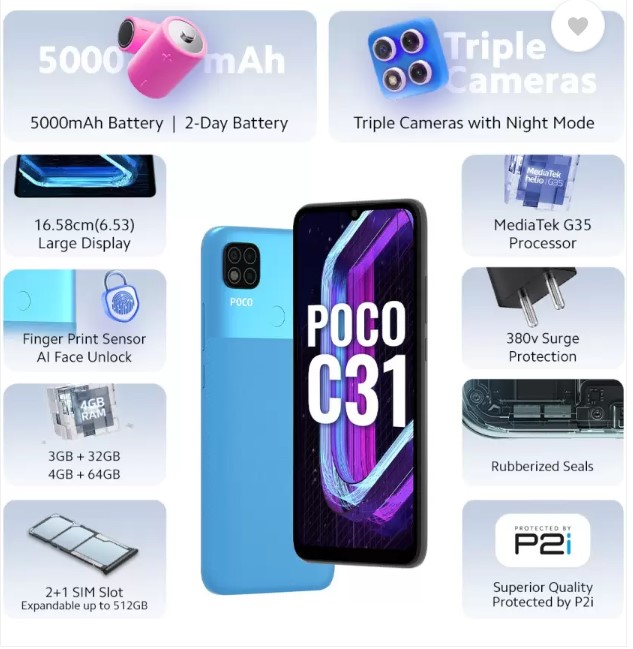 5000 mAh
5000mAh Battery | 2-Day Battery
Triple
Cameras
Triple Cameras with Night Mode
16.58cm(6.53)
Large Display
MediaTek
helio G35
MediaTek G35
Processor
Finger Print Sensor
AI Face Unlock
POCO
POCO
C31
380v Surge
Protection
4GB
RAM
3GB + 32GB
4GB + 64GB
Rubberized Seals
2+1 SIM Slot
Expandable up to 512GB
PROTECTED BY
P2i
Superior Quality
Protected by P2i